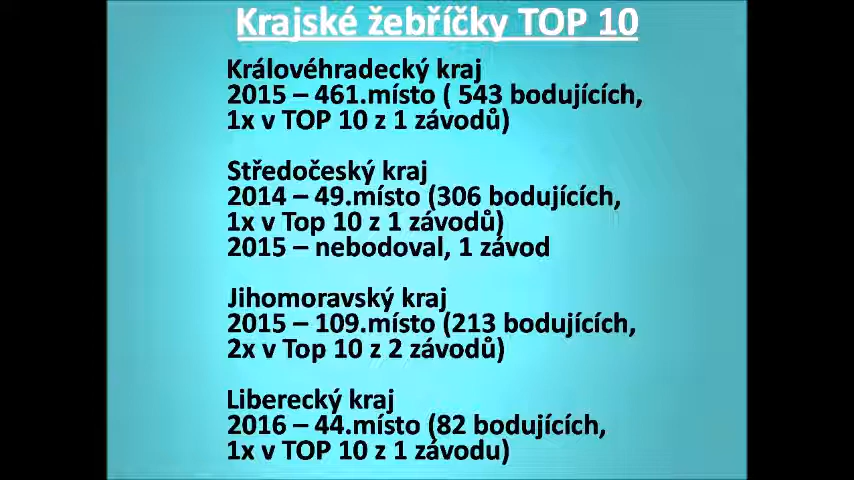 Krajské žebříčky TOP 10
Královéhradecký kraj
2015 – 461.místo ( 543 bodujících,
1x v TOP 10 z 1 závodů)
Středočeský kraj
2014 – 49.místo (306 bodujících,
1x v Top 10 z 1 závodů)
2015 – nebodoval, 1 závod
Jihomoravský kraj
2015 – 109.místo (213 bodujících,
2x v Top 10 z 2 závodů)
Liberecký kraj
2016 – 44.místo (82 bodujících,
1x v TOP 10 z 1 závodu)